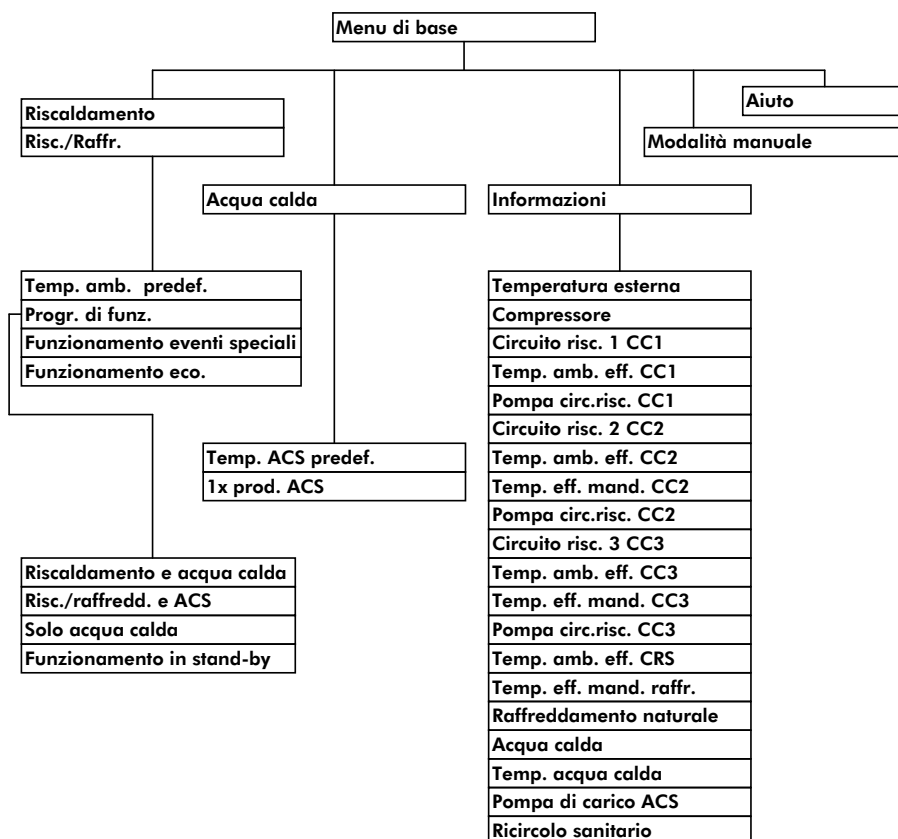 Menu di base
Riscaldamento
Risc./Raffr.
Aiuto
Modalità manuale
Acqua calda
Informazioni
Temp. amb. predef.
Progr. di funz.
Funzionamento eventi speciali
Funzionamento eco.
Temp. ACS predef.
1x prod. ACS
Riscaldamento e acqua calda
Risc./raffredd. e ACS
Solo acqua calda
Funzionamento in stand-by
Temperatura esterna
Compressore
Circuito risc. 1 CC1
Temp. amb. eff. CC1
Pompa circ.risc. CC1
Circuito risc. 2 CC2
Temp. amb. eff. CC2
Temp. eff. mand. CC2
Pompa circ.risc. CC2
Circuito risc. 3 CC3
Temp. amb. eff. CC3
Temp. eff. mand. CC3
Pompa circ.risc. CC3
Temp. amb. eff. CRS
Temp. eff. mand. raffr.
Raffreddamento naturale
Acqua calda
Temp. acqua calda
Pompa di carico ACS
Ricircolo sanitario